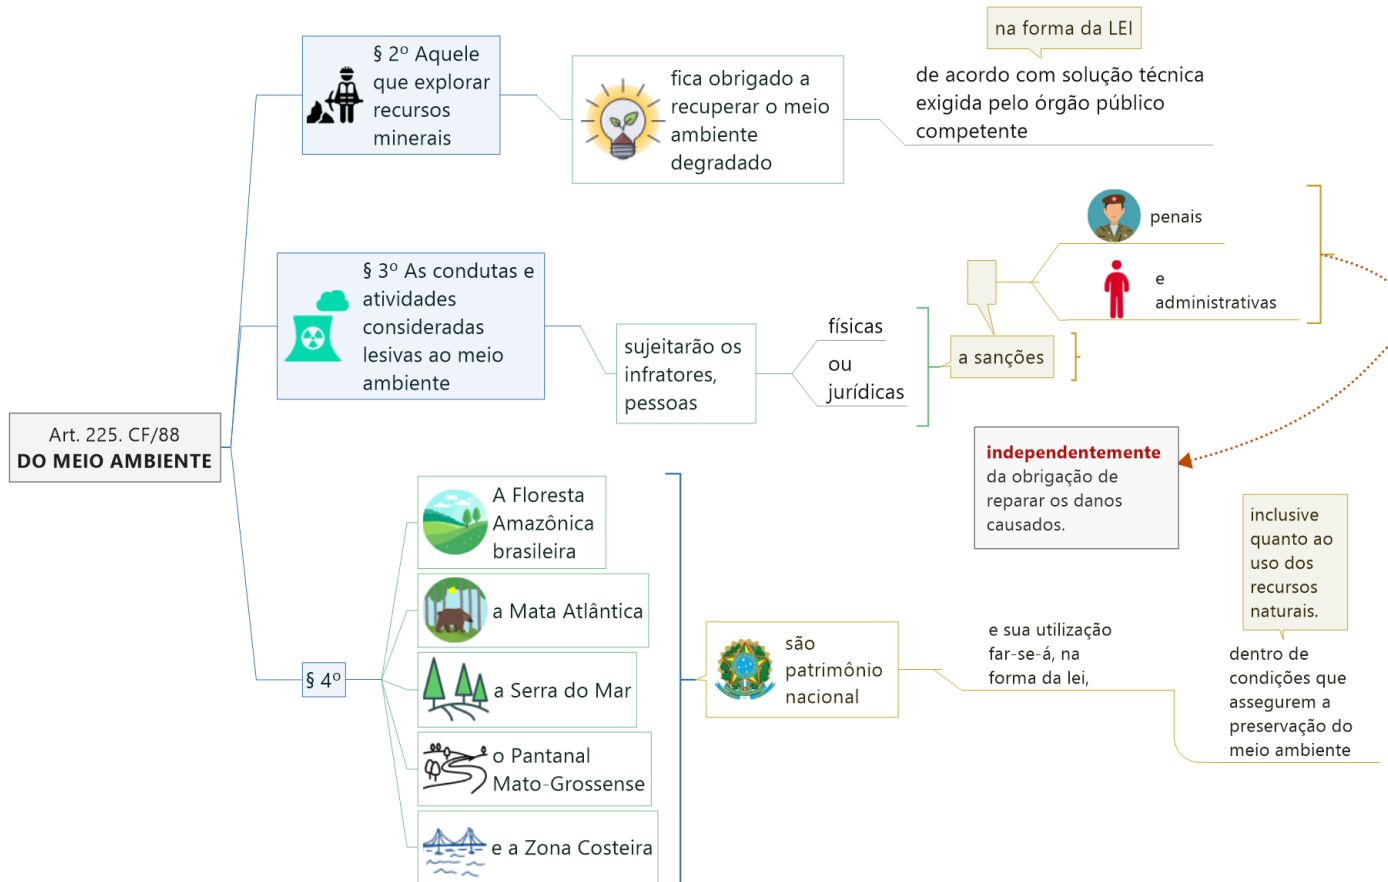 Art. 225. CF/88
DO MEIO AMBIENTE
§ 2º Aquele
que explorar
recursos
minerais
fica obrigado a
recuperar o meio
ambiente
degradado
na forma da LEI
de acordo com solução técnica
exigida pelo órgão público
competente
§ 3º As condutas e
atividades
consideradas
lesivas ao meio
ambiente
sujeitarão os
infratores,
pessoas
físicas
ou
jurídicas
a sanções
penais
e
administrativas
independentemente
da obrigação de
reparar os danos
causados.
§ 4º
A Floresta
Amazônica
brasileira
a Mata Atlântica
a Serra do Mar
o Pantanal
Mato-Grossense
e a Zona Costeira
são
patrimônio
nacional
e sua utilização
far-se-á, na
forma da lei,
dentro de
condições que
assegurem a
preservação do
meio ambiente
inclusive
quanto ao
uso dos
recursos
naturais.